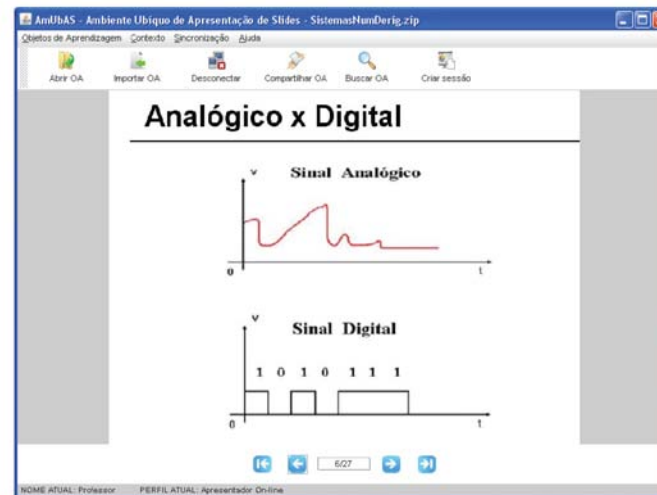 AmUbAS - Ambiente Ubíquo de Apresentação de Slides - SistemasNumDerig.zip
Objetos de Aprendizagem Contexto Sincronização Ajuda
Abrir OA Importar OA Desconectar Compartilhar OA Buscar OA Criar sessão
Analógico x Digital
v Sinal Analógico
0 t
v Sinal Digital
1 0 1 0 1 1 1
0 t
6/27
NOME ATUAL: Professor PERFIL ATUAL: Apresentador On-line